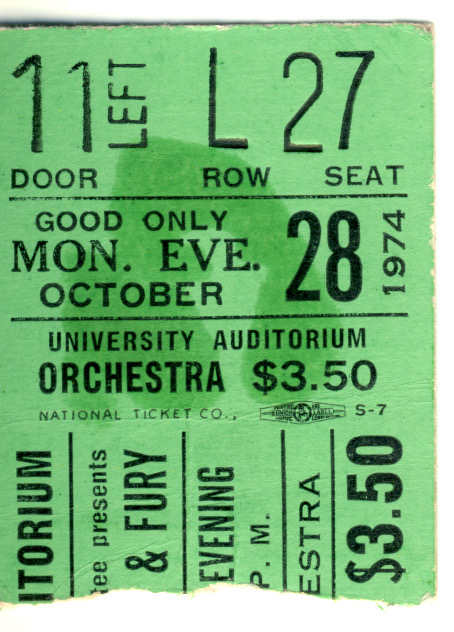 11 LEFT L 27
DOOR ROW SEAT
GOOD ONLY
MON. EVE.
OCTOBER
28
1974
UNIVERSITY AUDITORIUM
ORCHESTRA $3.50
NATIONAL TICKET CO., S-7
ITORIUM
ee presents
& FURY
EVENING
P. M.
ESTRA
$3.50